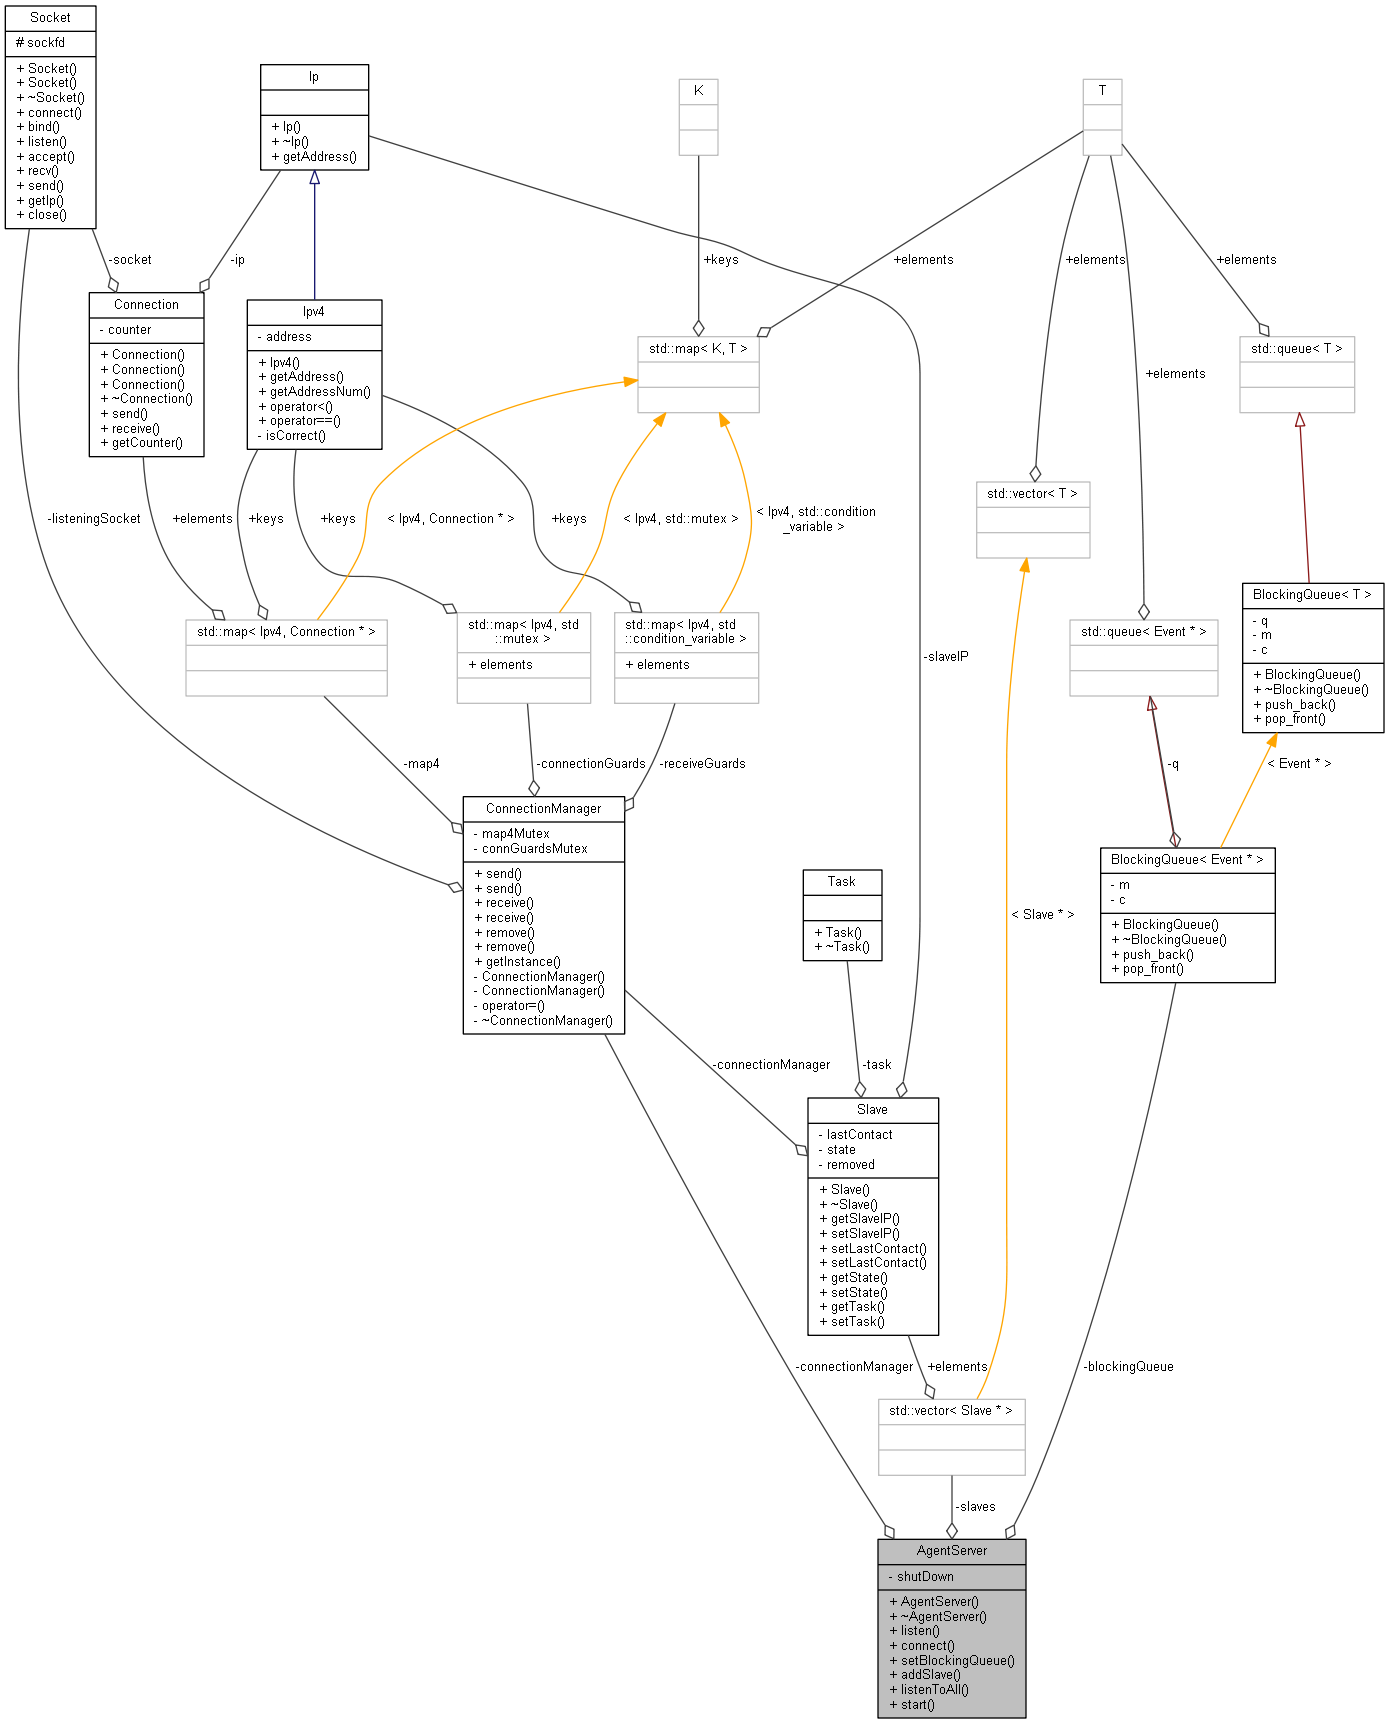 Socket
# sockfd
+ Socket()
+ Socket()
+ ~Socket()
+ connect()
+ bind()
+ listen()
+ accept()
+ recv()
+ send()
+ getIp()
+ close()
Ip
+ Ip()
+ ~Ip()
+ getAddress()
K
T
-socket
-ip
+keys
+elements
+elements
+elements
Connection
- counter
+ Connection()
+ Connection()
+ Connection()
+ ~Connection()
+ send()
+ receive()
+ getCounter()
Ipv4
- address
+ Ipv4()
+ getAddress()
+ getAddressNum()
+ operator<()
+ operator==()
- isCorrect()
std::map< K, T >
std::queue< T >
+elements
std::vector< T >
-listeningSocket
+elements
+keys
+keys
< Ipv4, Connection * >
+keys
< Ipv4, std::mutex >
< Ipv4, std::condition
_variable >
std::map< Ipv4, Connection * >
std::map< Ipv4, std
::mutex >
+ elements
std::map< Ipv4, std
::condition_variable >
+ elements
-slaveIP
std::queue< Event * >
BlockingQueue< T >
- q
- m
- c
+ BlockingQueue()
+ ~BlockingQueue()
+ push_back()
+ pop_front()
-map4
-connectionGuards
-receiveGuards
-q
< Event * >
ConnectionManager
- map4Mutex
- connGuardsMutex
+ send()
+ send()
+ receive()
+ receive()
+ remove()
+ remove()
+ getInstance()
- ConnectionManager()
- ConnectionManager()
- operator=()
- ~ConnectionManager()
Task
+ Task()
+ ~Task()
< Slave * >
BlockingQueue< Event * >
- m
- c
+ BlockingQueue()
+ ~BlockingQueue()
+ push_back()
+ pop_front()
-connectionManager
-task
Slave
- lastContact
- state
- removed
+ Slave()
+ ~Slave()
+ getSlaveIP()
+ setSlaveIP()
+ setLastContact()
+ setLastContact()
+ getState()
+ setState()
+ getTask()
+ setTask()
-connectionManager
+elements
-blockingQueue
std::vector< Slave * >
-slaves
AgentServer
- shutDown
+ AgentServer()
+ ~AgentServer()
+ listen()
+ connect()
+ setBlockingQueue()
+ addSlave()
+ listenToAll()
+ start()